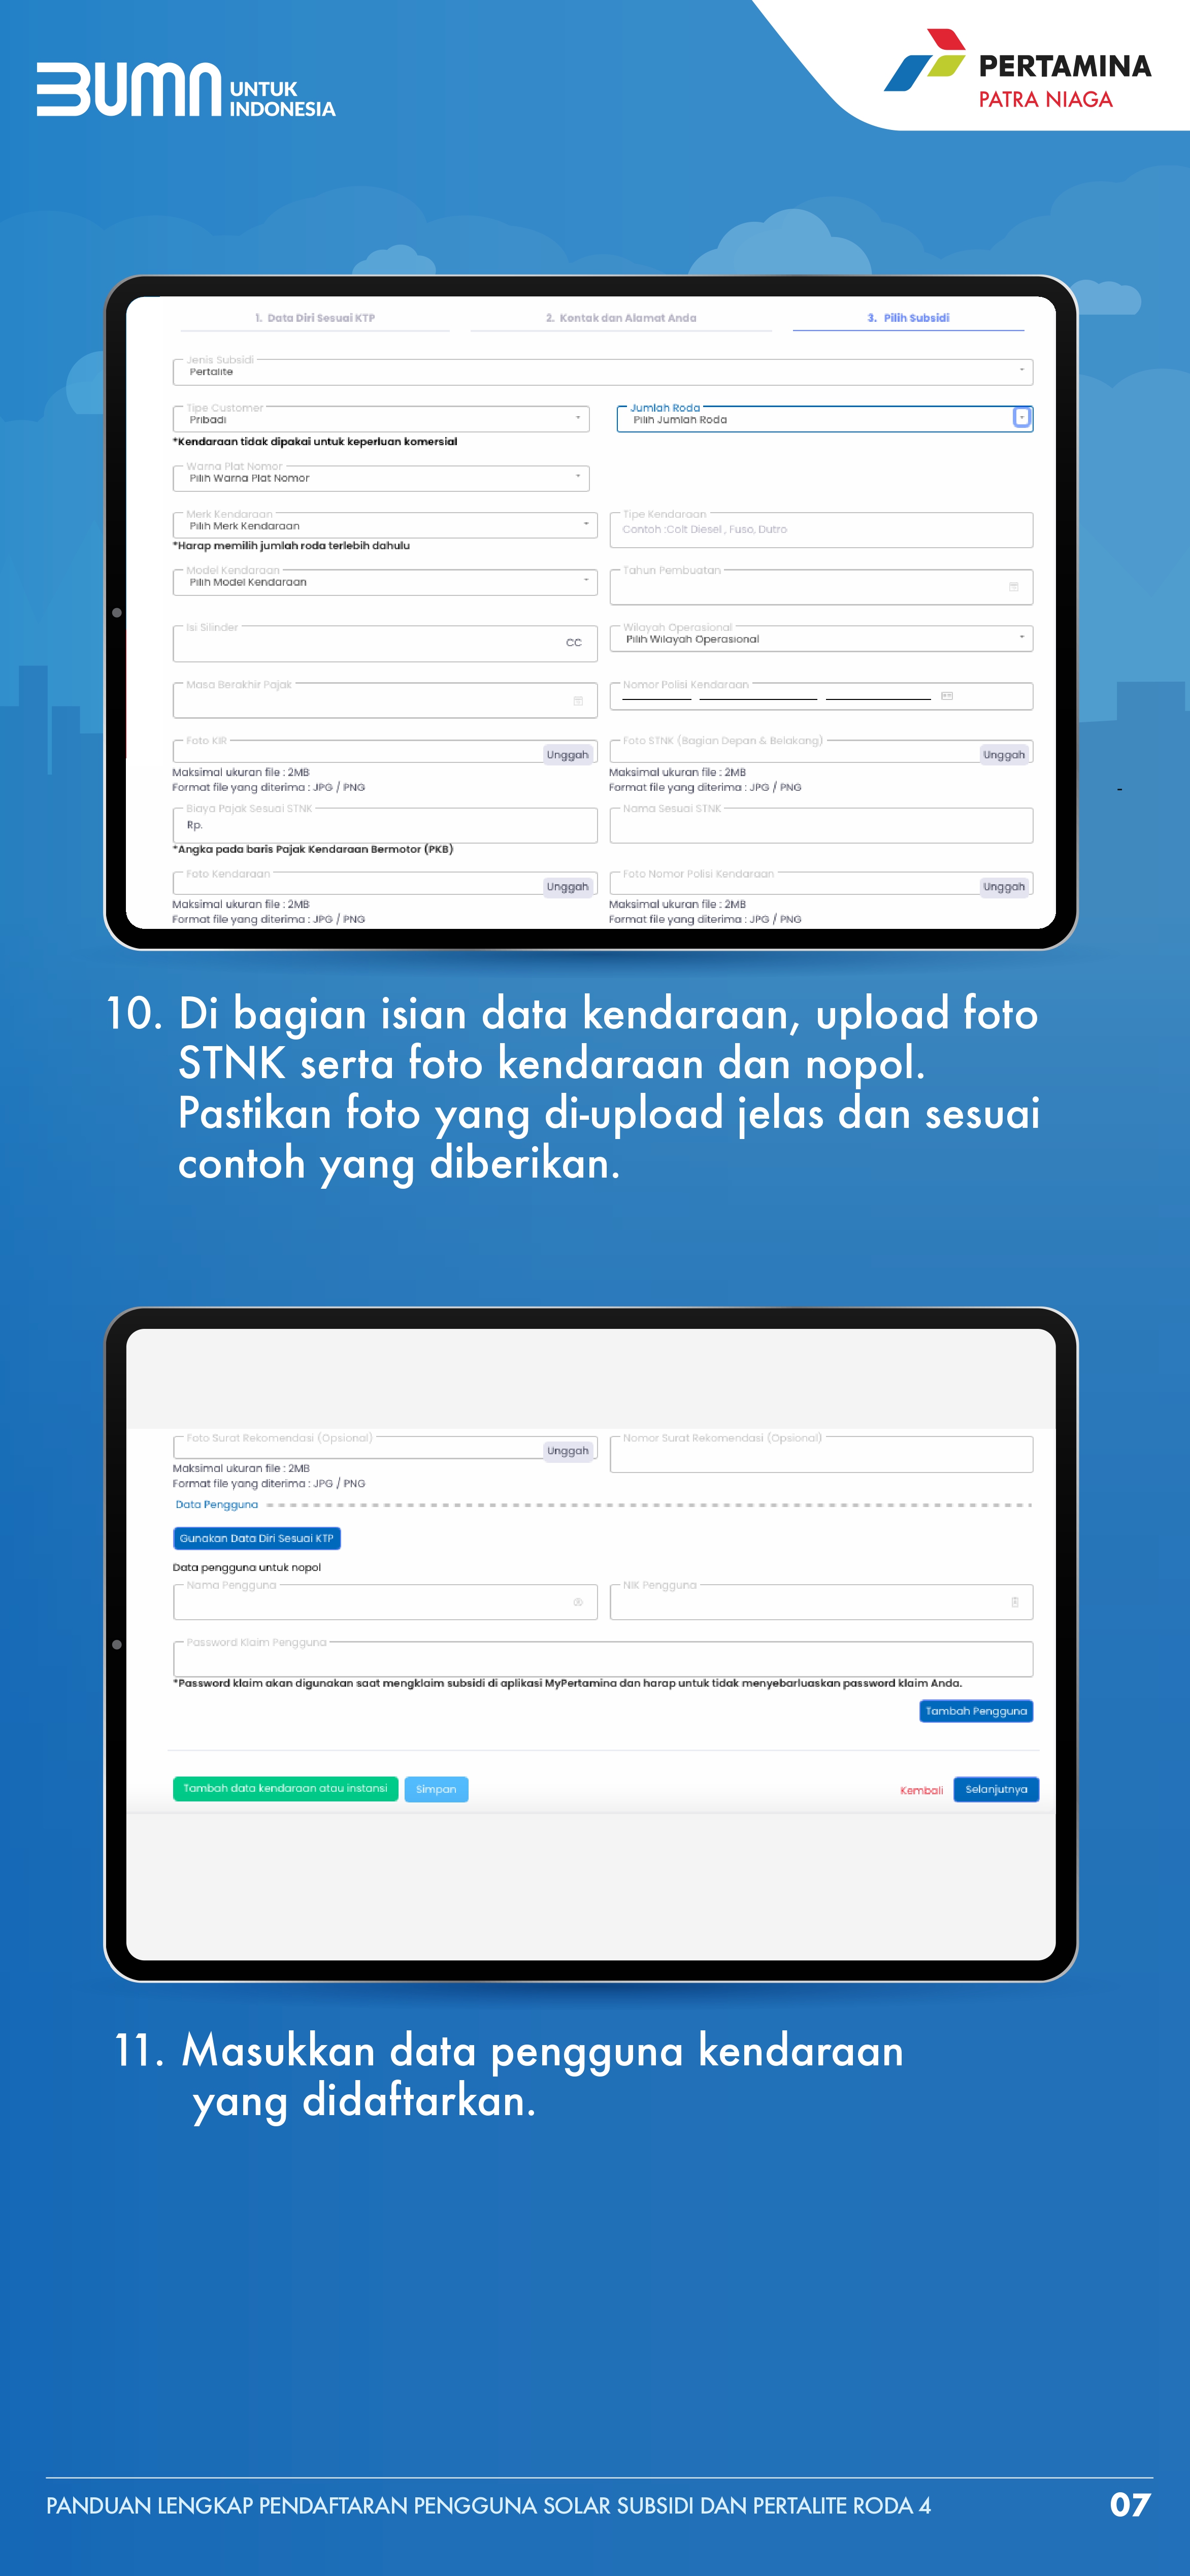 BUMN UNTUK
INDONESIA
PERTAMINA
PATRA NIAGA
1. Data Diri Sesuai KTP
2. Kontak dan Alamat Anda
3. Pilih Subsidi
Jenis Subsidi
Pertalite
Tipe Customer
Pribadi
Jumlah Roda
Pilih Jumlah Roda
*Kendaraan tidak dipakai untuk keperluan komersial
Warna Plat Nomor
Pilih Warna Plat Nomor
Merk Kendaraan
Pilih Merk Kendaraan
*Harap memilih jumlah roda terlebih dahulu
Tipe Kendaraan
Contoh :Colt Diesel , Fuso, Dutro
Model Kendaraan
Pilih Model Kendaraan
Tahun Pembuatan
Isi Silinder
CC
Wilayah Operasional
Pilih Wilayah Operasional
Masa Berakhir Pajak
Nomor Polisi Kendaraan
Foto KIR
Unggah
Maksimal ukuran file : 2MB
Format file yang diterima : JPG / PNG
Foto STNK (Bagian Depan & Belakang)
Unggah
Maksimal ukuran file : 2MB
Format file yang diterima : JPG / PNG
Biaya Pajak Sesuai STNK
Rp.
*Angka pada baris Pajak Kendaraan Bermotor (PKB)
Nama Sesuai STNK
Foto Kendaraan
Unggah
Maksimal ukuran file : 2MB
Format file yang diterima : JPG / PNG
Foto Nomor Polisi Kendaraan
Unggah
Maksimal ukuran file : 2MB
Format file yang diterima : JPG / PNG
10. Di bagian isian data kendaraan, upload foto
STNK serta foto kendaraan dan nopol.
Pastikan foto yang di-upload jelas dan sesuai
contoh yang diberikan.
Foto Surat Rekomendasi (Opsional)
Unggah
Maksimal ukuran file : 2MB
Format file yang diterima : JPG / PNG
Nomor Surat Rekomendasi (Opsional)
Data Pengguna
Gunakan Data Diri Sesuai KTP
Data pengguna untuk nopol
Nama Pengguna
NIK Pengguna
Password Klaim Pengguna
*Password klaim akan digunakan saat mengklaim subsidi di aplikasi MyPertamina dan harap untuk tidak menyebarluaskan password klaim Anda.
Tambah Pengguna
Tambah data kendaraan atau instansi
Simpan
Kembali
Selanjutnya
11. Masukkan data pengguna kendaraan
yang didaftarkan.
PANDUAN LENGKAP PENDAFTARAN PENGGUNA SOLAR SUBSIDI DAN PERTALITE RODA 4
07